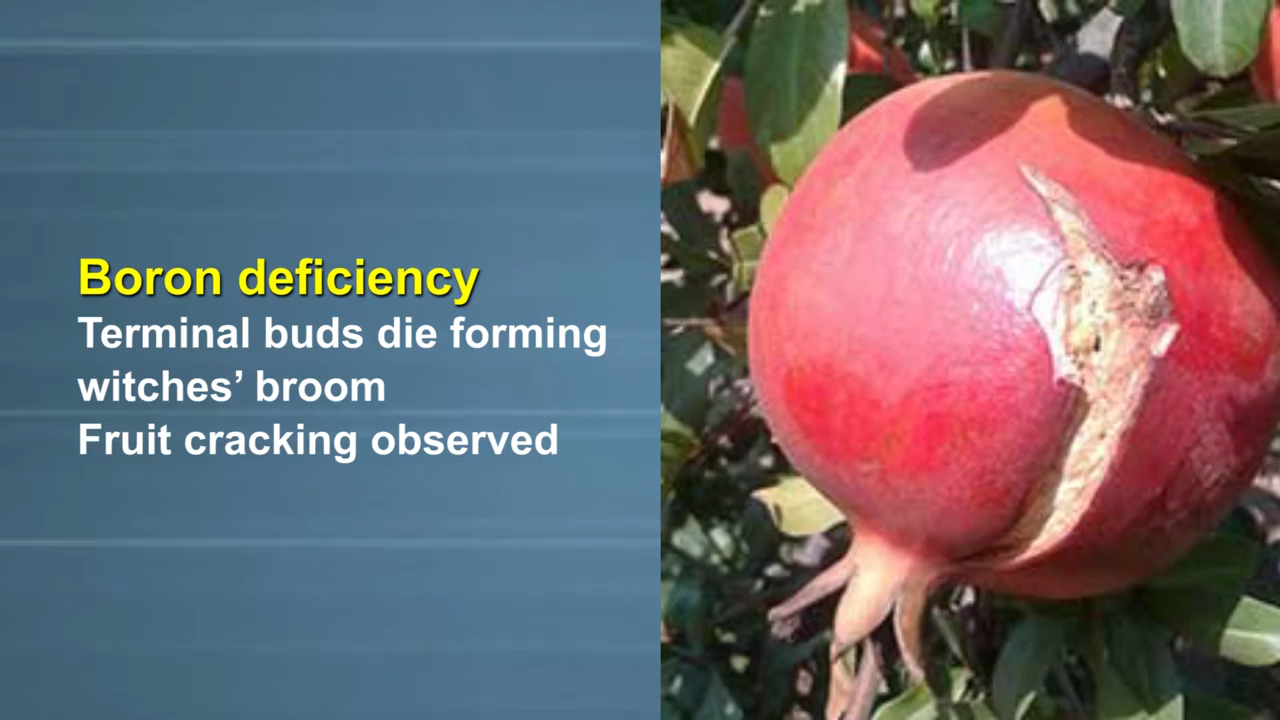 Boron deficiency
Terminal buds die forming
witches’ broom
Fruit cracking observed